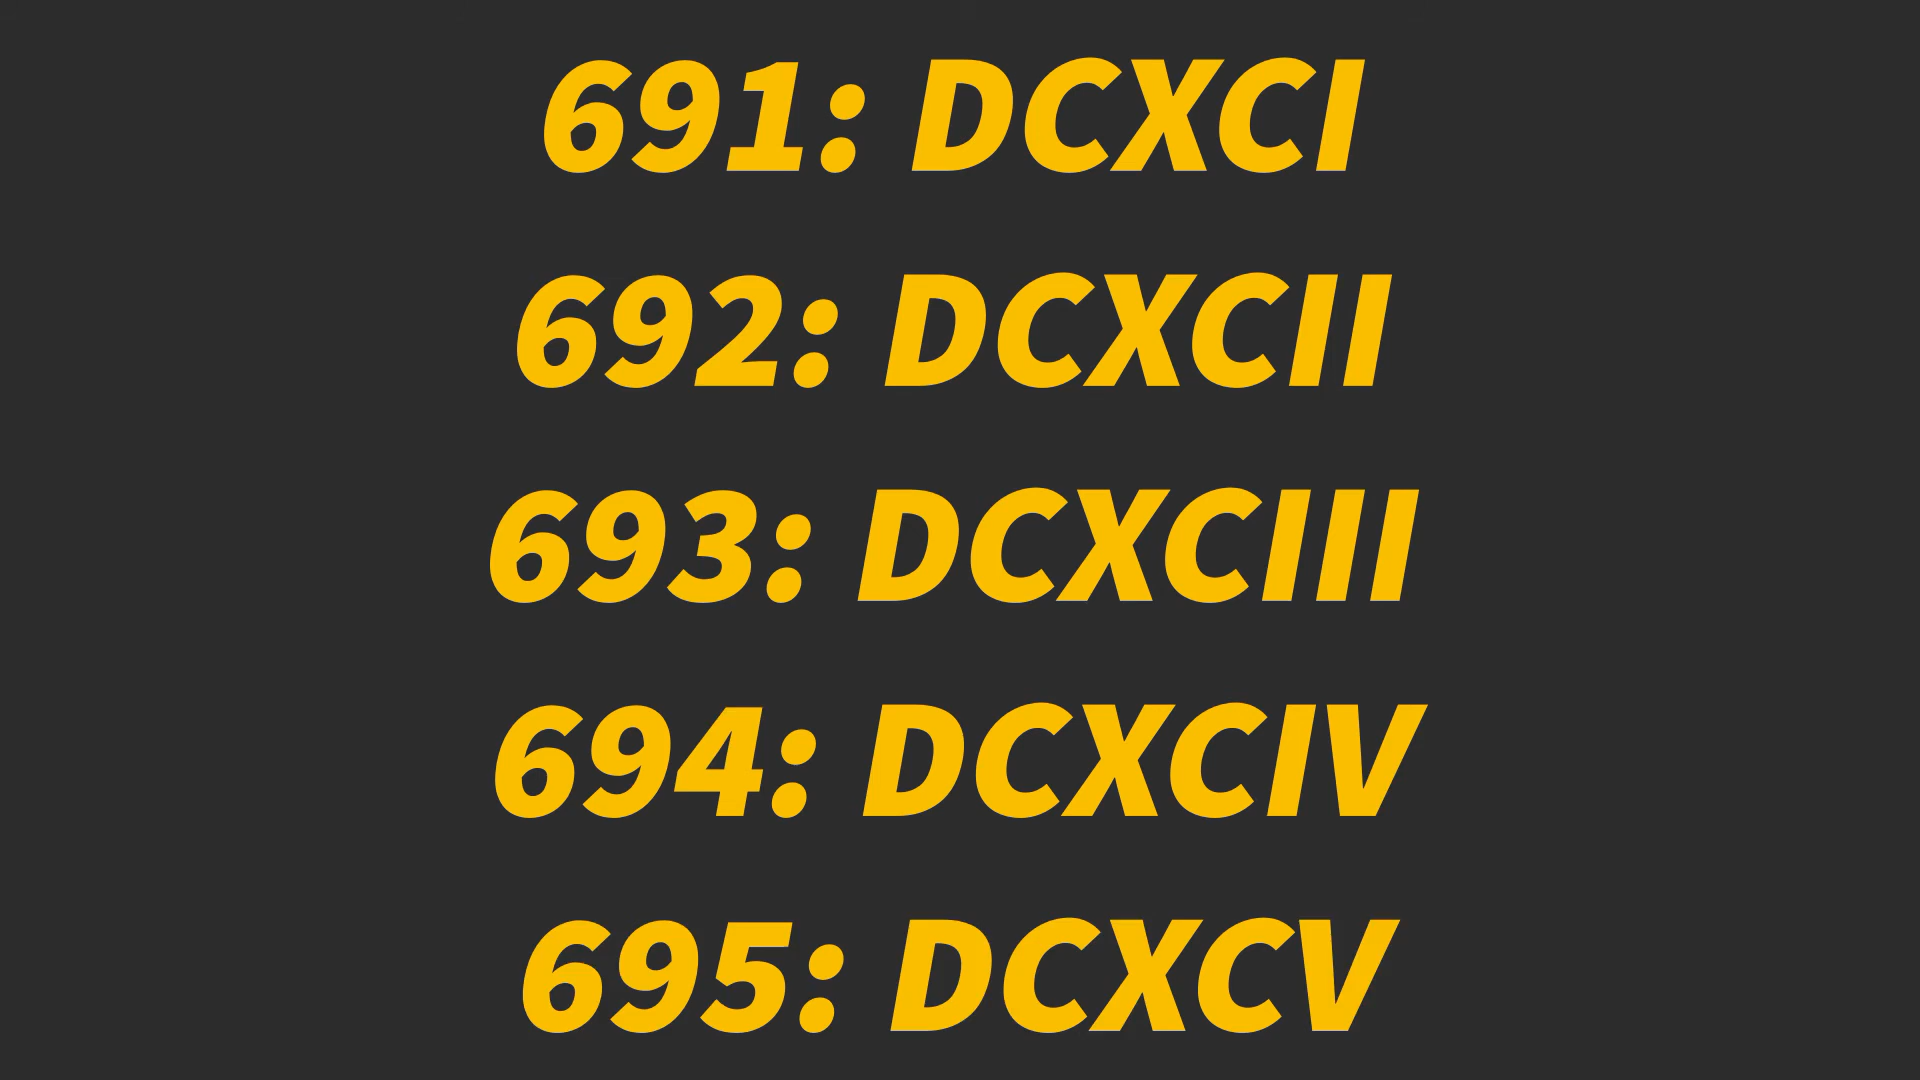 691: DCXCI
692: DCXCII
693: DCXCIII
694: DCXCIV
695: DCXCV